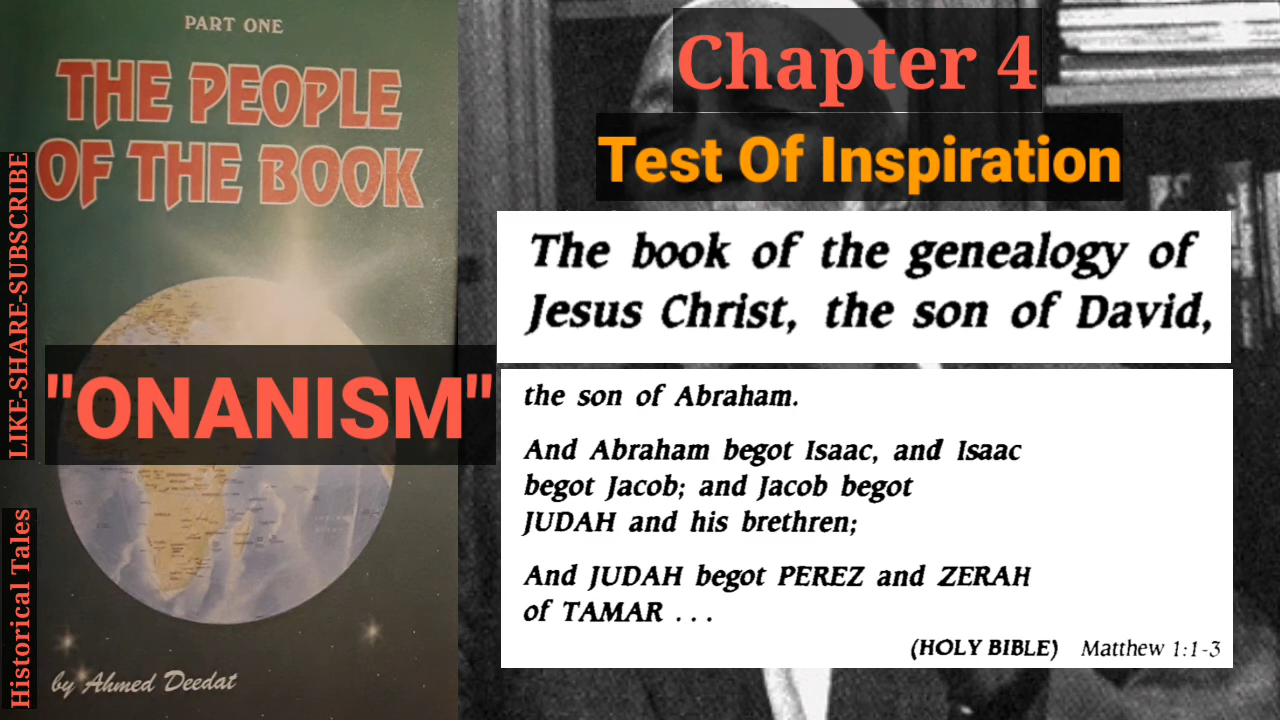 PART ONE
THE PEOPLE
OF THE BOOK
"ONANISM"
by Ahmed Deedat
LIKE-SHARE-SUBSCRIBE
Historical Tales
Chapter 4
Test Of Inspiration
The book of the genealogy of
Jesus Christ, the son of David,
the son of Abraham.
And Abraham begot Isaac, and Isaac
begot Jacob; and Jacob begot
JUDAH and his brethren;
And JUDAH begot PEREZ and ZERAH
of TAMAR . . .
(HOLY BIBLE) Matthew 1:1-3